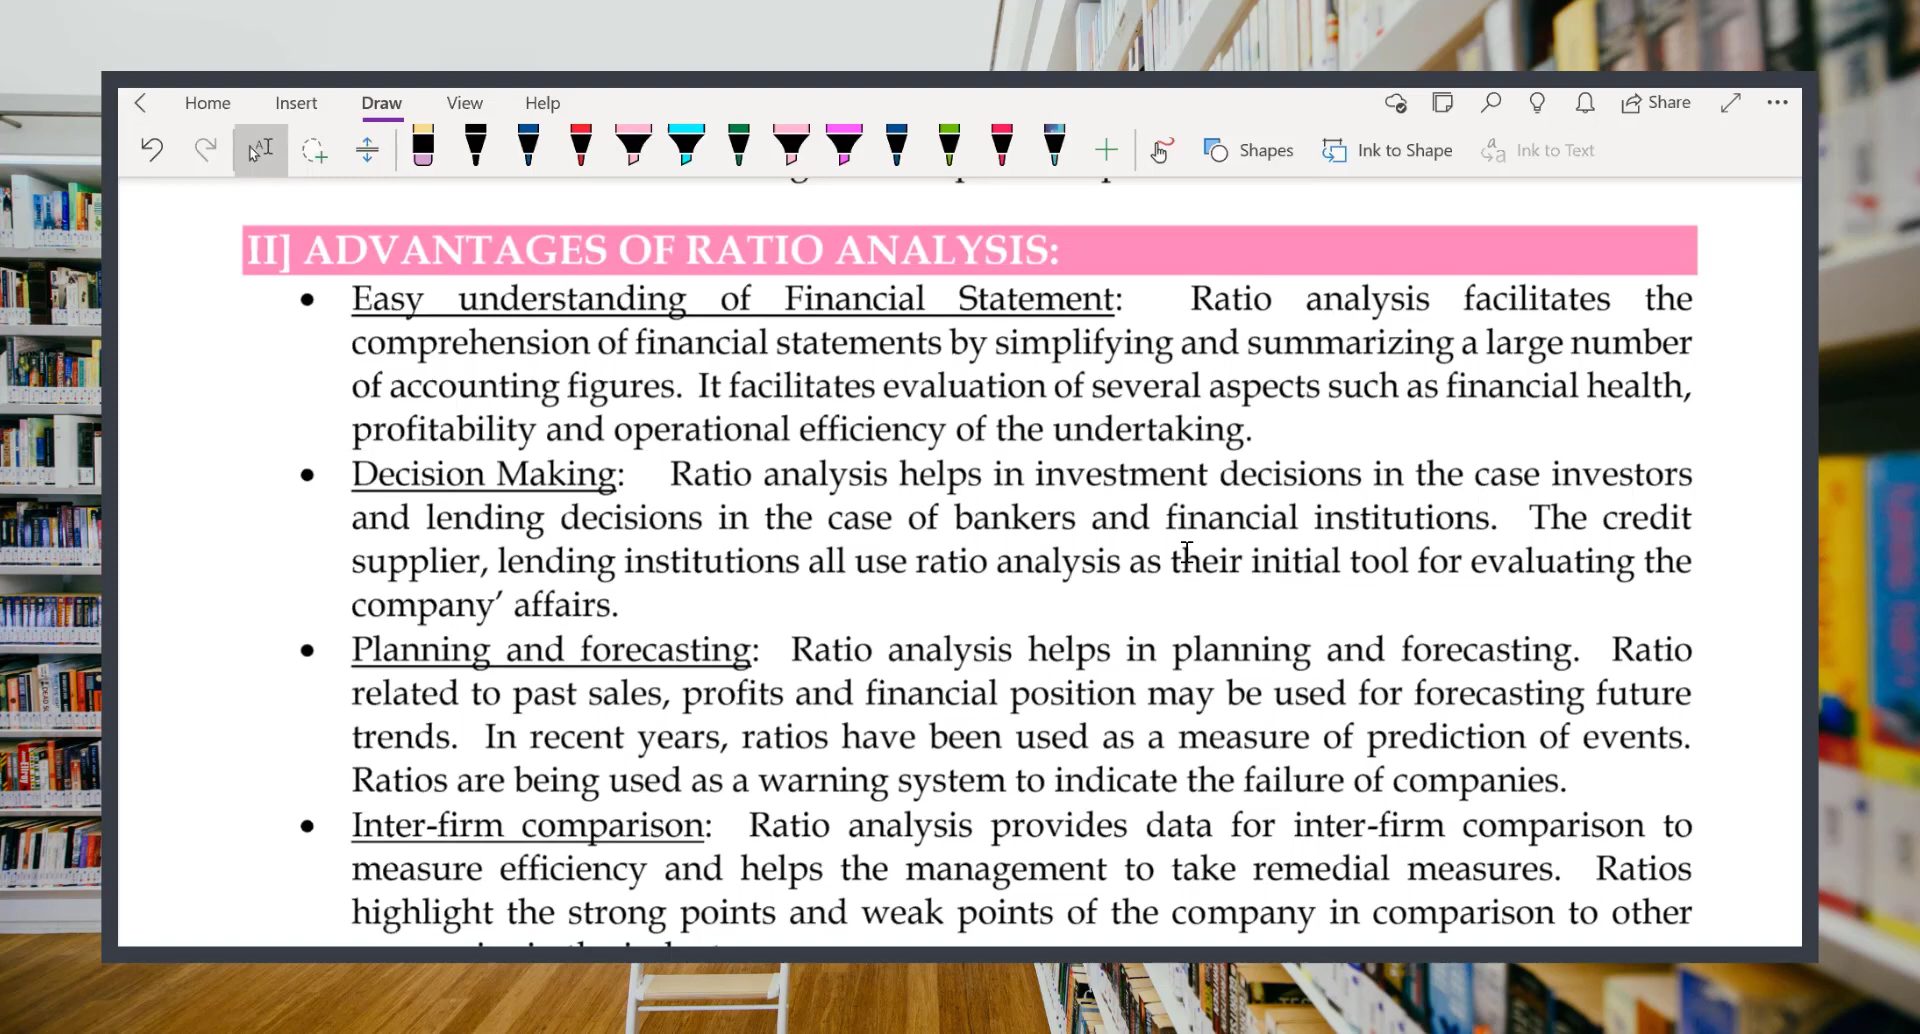 Home Insert Draw View Help Share
Shapes Ink to Shape Ink to Text
II] ADVANTAGES OF RATIO ANALYSIS:
• Easy understanding of Financial Statement: Ratio analysis facilitates the
comprehension of financial statements by simplifying and summarizing a large number
of accounting figures. It facilitates evaluation of several aspects such as financial health,
profitability and operational efficiency of the undertaking.
• Decision Making: Ratio analysis helps in investment decisions in the case investors
and lending decisions in the case of bankers and financial institutions. The credit
supplier, lending institutions all use ratio analysis as their initial tool for evaluating the
company’ affairs.
• Planning and forecasting: Ratio analysis helps in planning and forecasting. Ratio
related to past sales, profits and financial position may be used for forecasting future
trends. In recent years, ratios have been used as a measure of prediction of events.
Ratios are being used as a warning system to indicate the failure of companies.
• Inter-firm comparison: Ratio analysis provides data for inter-firm comparison to
measure efficiency and helps the management to take remedial measures. Ratios
highlight the strong points and weak points of the company in comparison to other